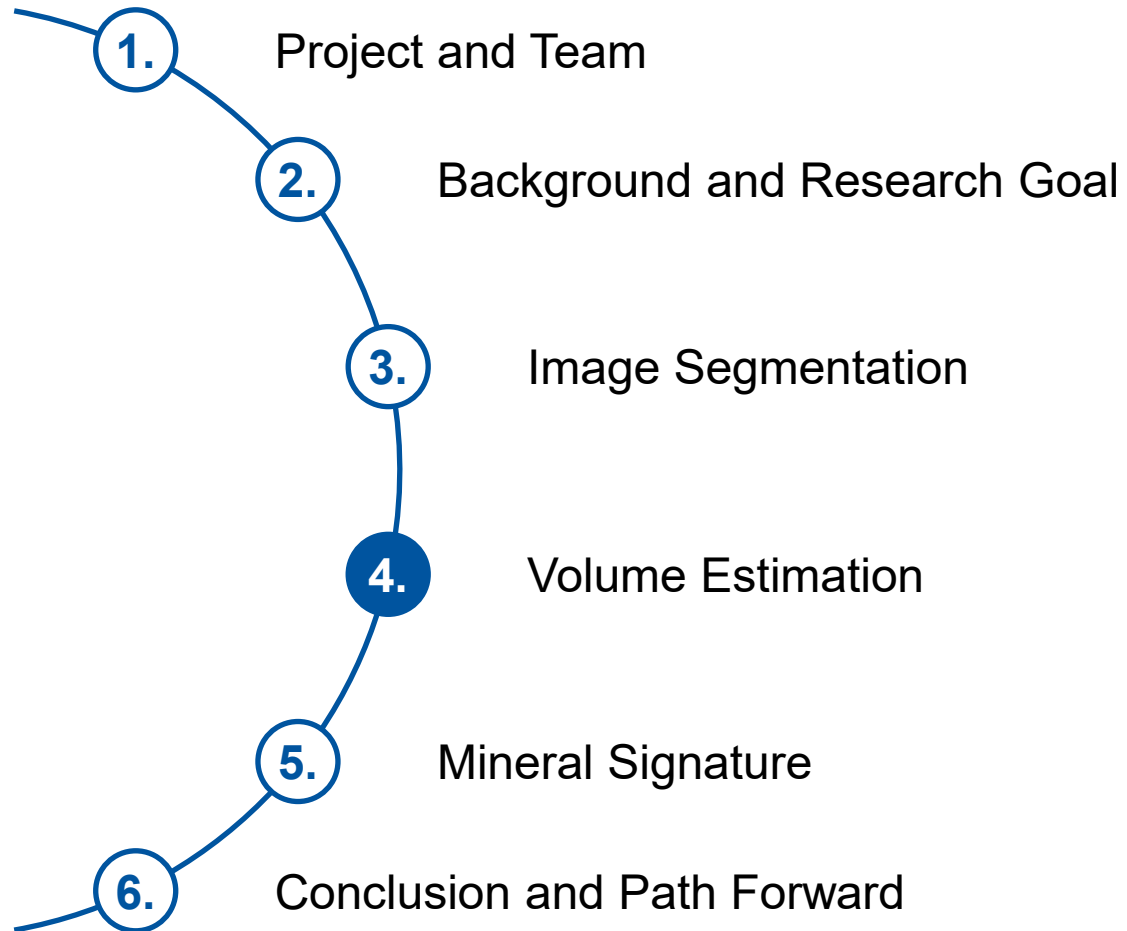 1. Project and Team
2. Background and Research Goal
3. Image Segmentation
4. Volume Estimation
5. Mineral Signature
6. Conclusion and Path Forward